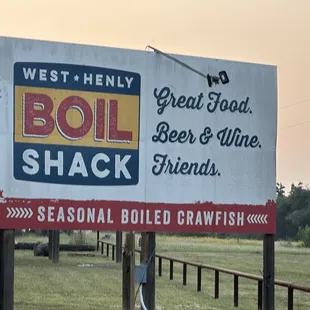 WEST★HENLY
BOIL
SHACK
Great Food.
Beer & Wine.
Friends.
SEASONAL BOILED CRAWFISH